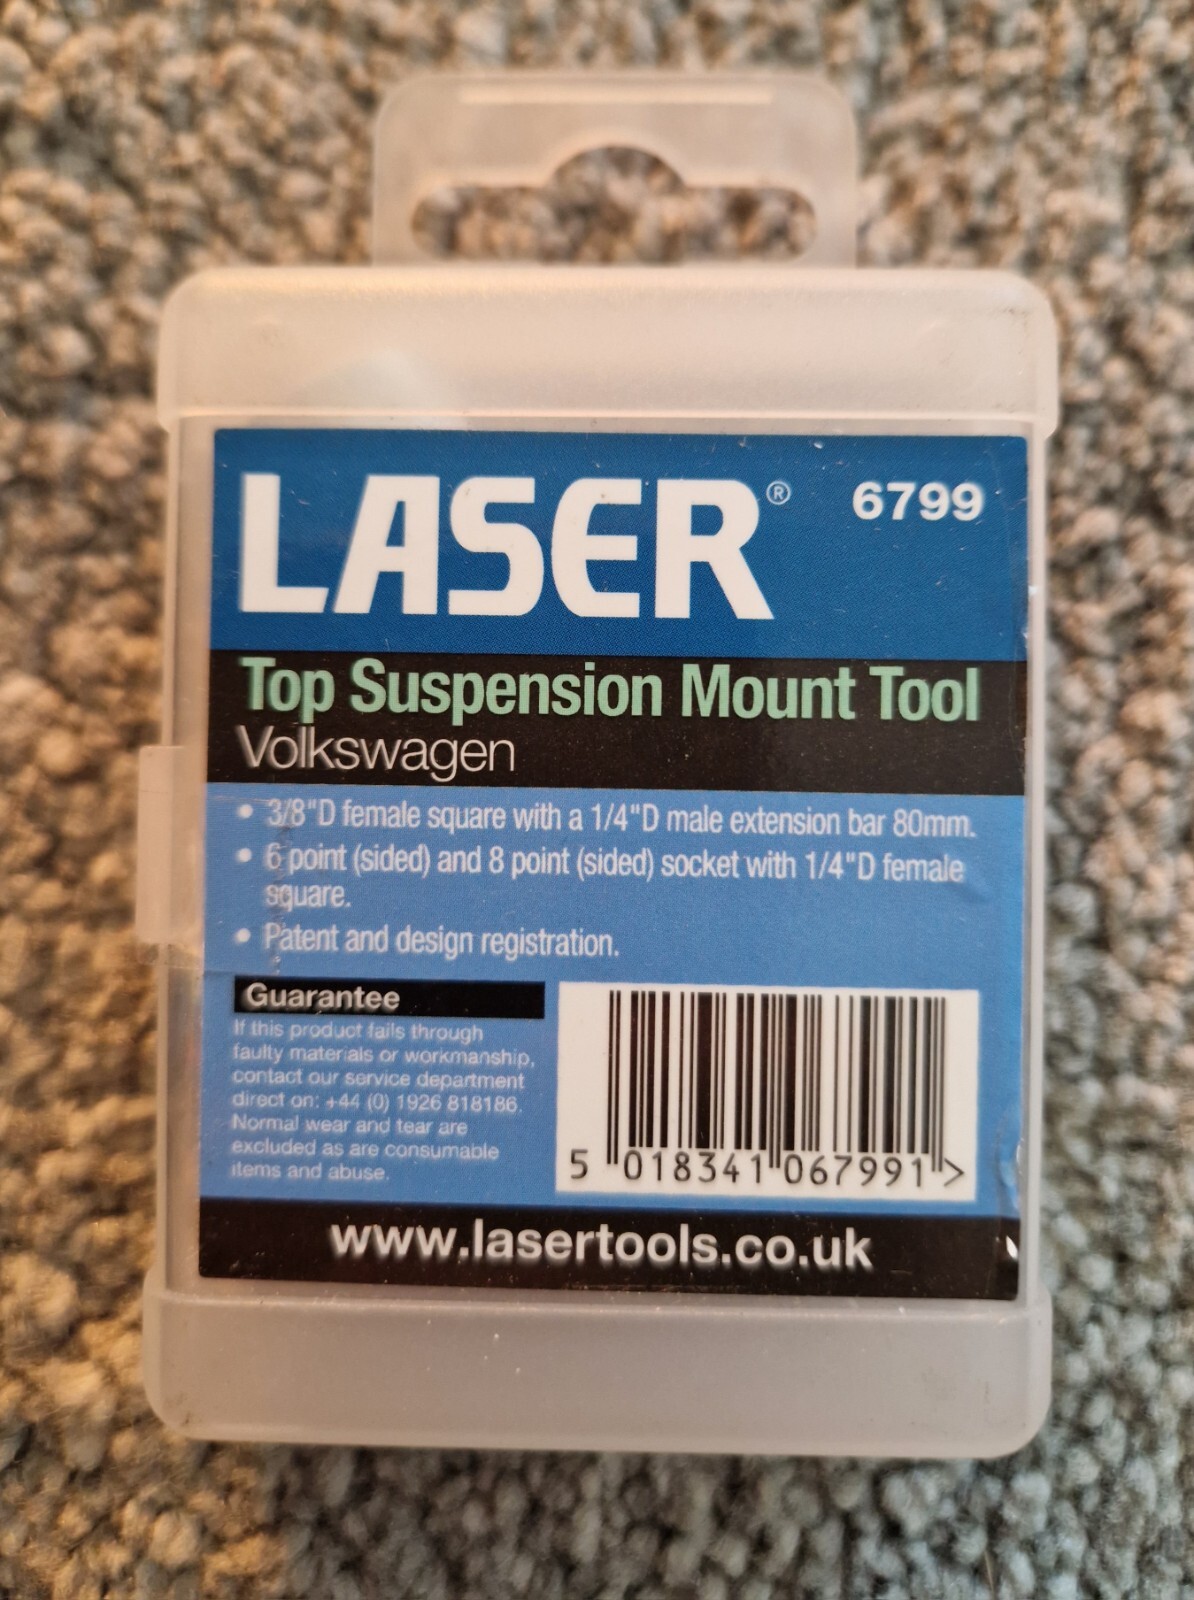 LASER® 6799
Top Suspension Mount Tool
Volkswagen
• 3/8"D female square with a 1/4"D male extension bar 80mm.
• 6 point (sided) and 8 point (sided) socket with 1/4"D female
square.
• Patent and design registration.
Guarantee
If this product fails through
faulty materials or workmanship,
contact our service department
direct on: +44 (0) 1926 818186.
Normal wear and tear are
excluded as are consumable
items and abuse.
5 018341 067991 >
www.lasertools.co.uk